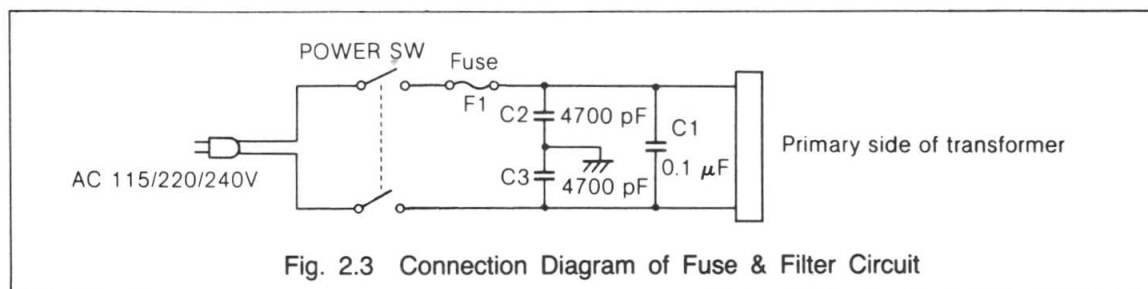 POWER SW
Fuse
F1
C2 4700 pF
C1
0.1 μF
C3 4700 pF
AC 115/220/240V
Primary side of transformer
Fig. 2.3 Connection Diagram of Fuse & Filter Circuit